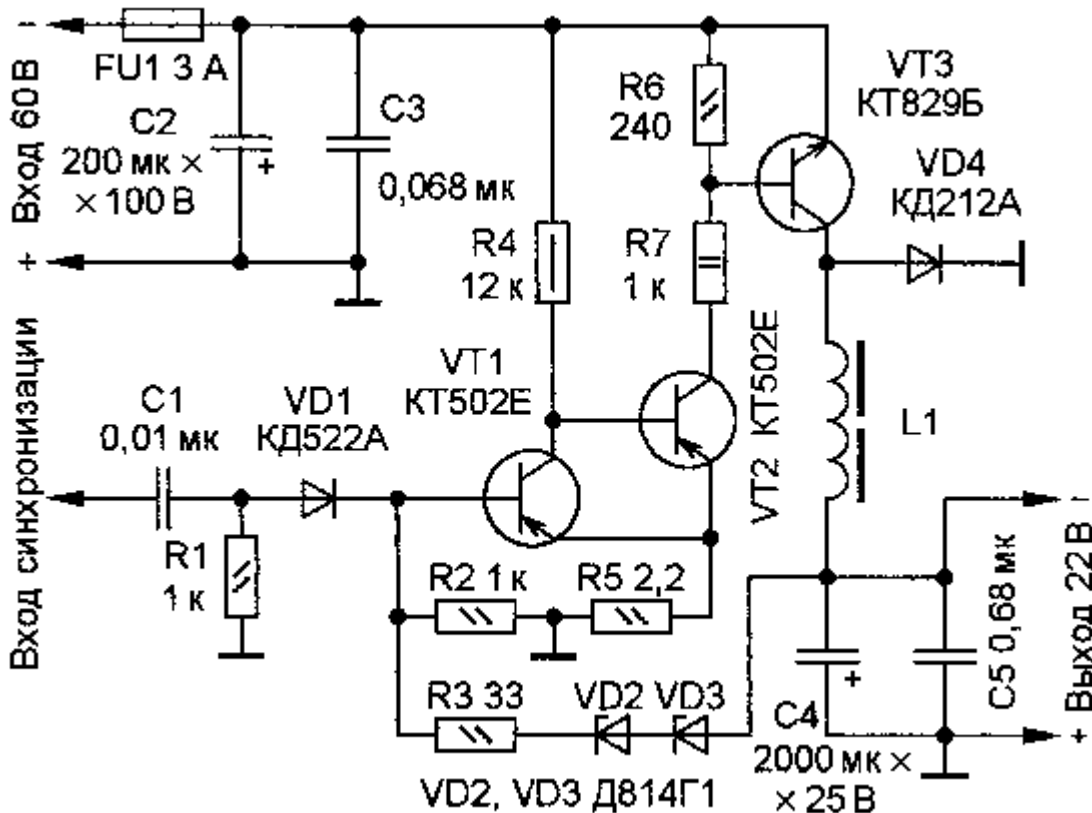 Вход 60 В
−
+
FU1 3 А
C2
200 мк ×
× 100 В
+
C3
0,068 мк
R6
240
VT3
КТ829Б
VD4
КД212А
R4
12 к
R7
1 к
Вход синхронизации
C1
0,01 мк
VD1
КД522А
VT1
КТ502Е
VT2 КТ502Е
L1
R1
1 к
R2 1 к
R5 2,2
R3 33
VD2
VD3
VD2, VD3 Д814Г1
C4
2000 мк ×
× 25 В
+
C5 0,68 мк
−
+
Выход 22 В